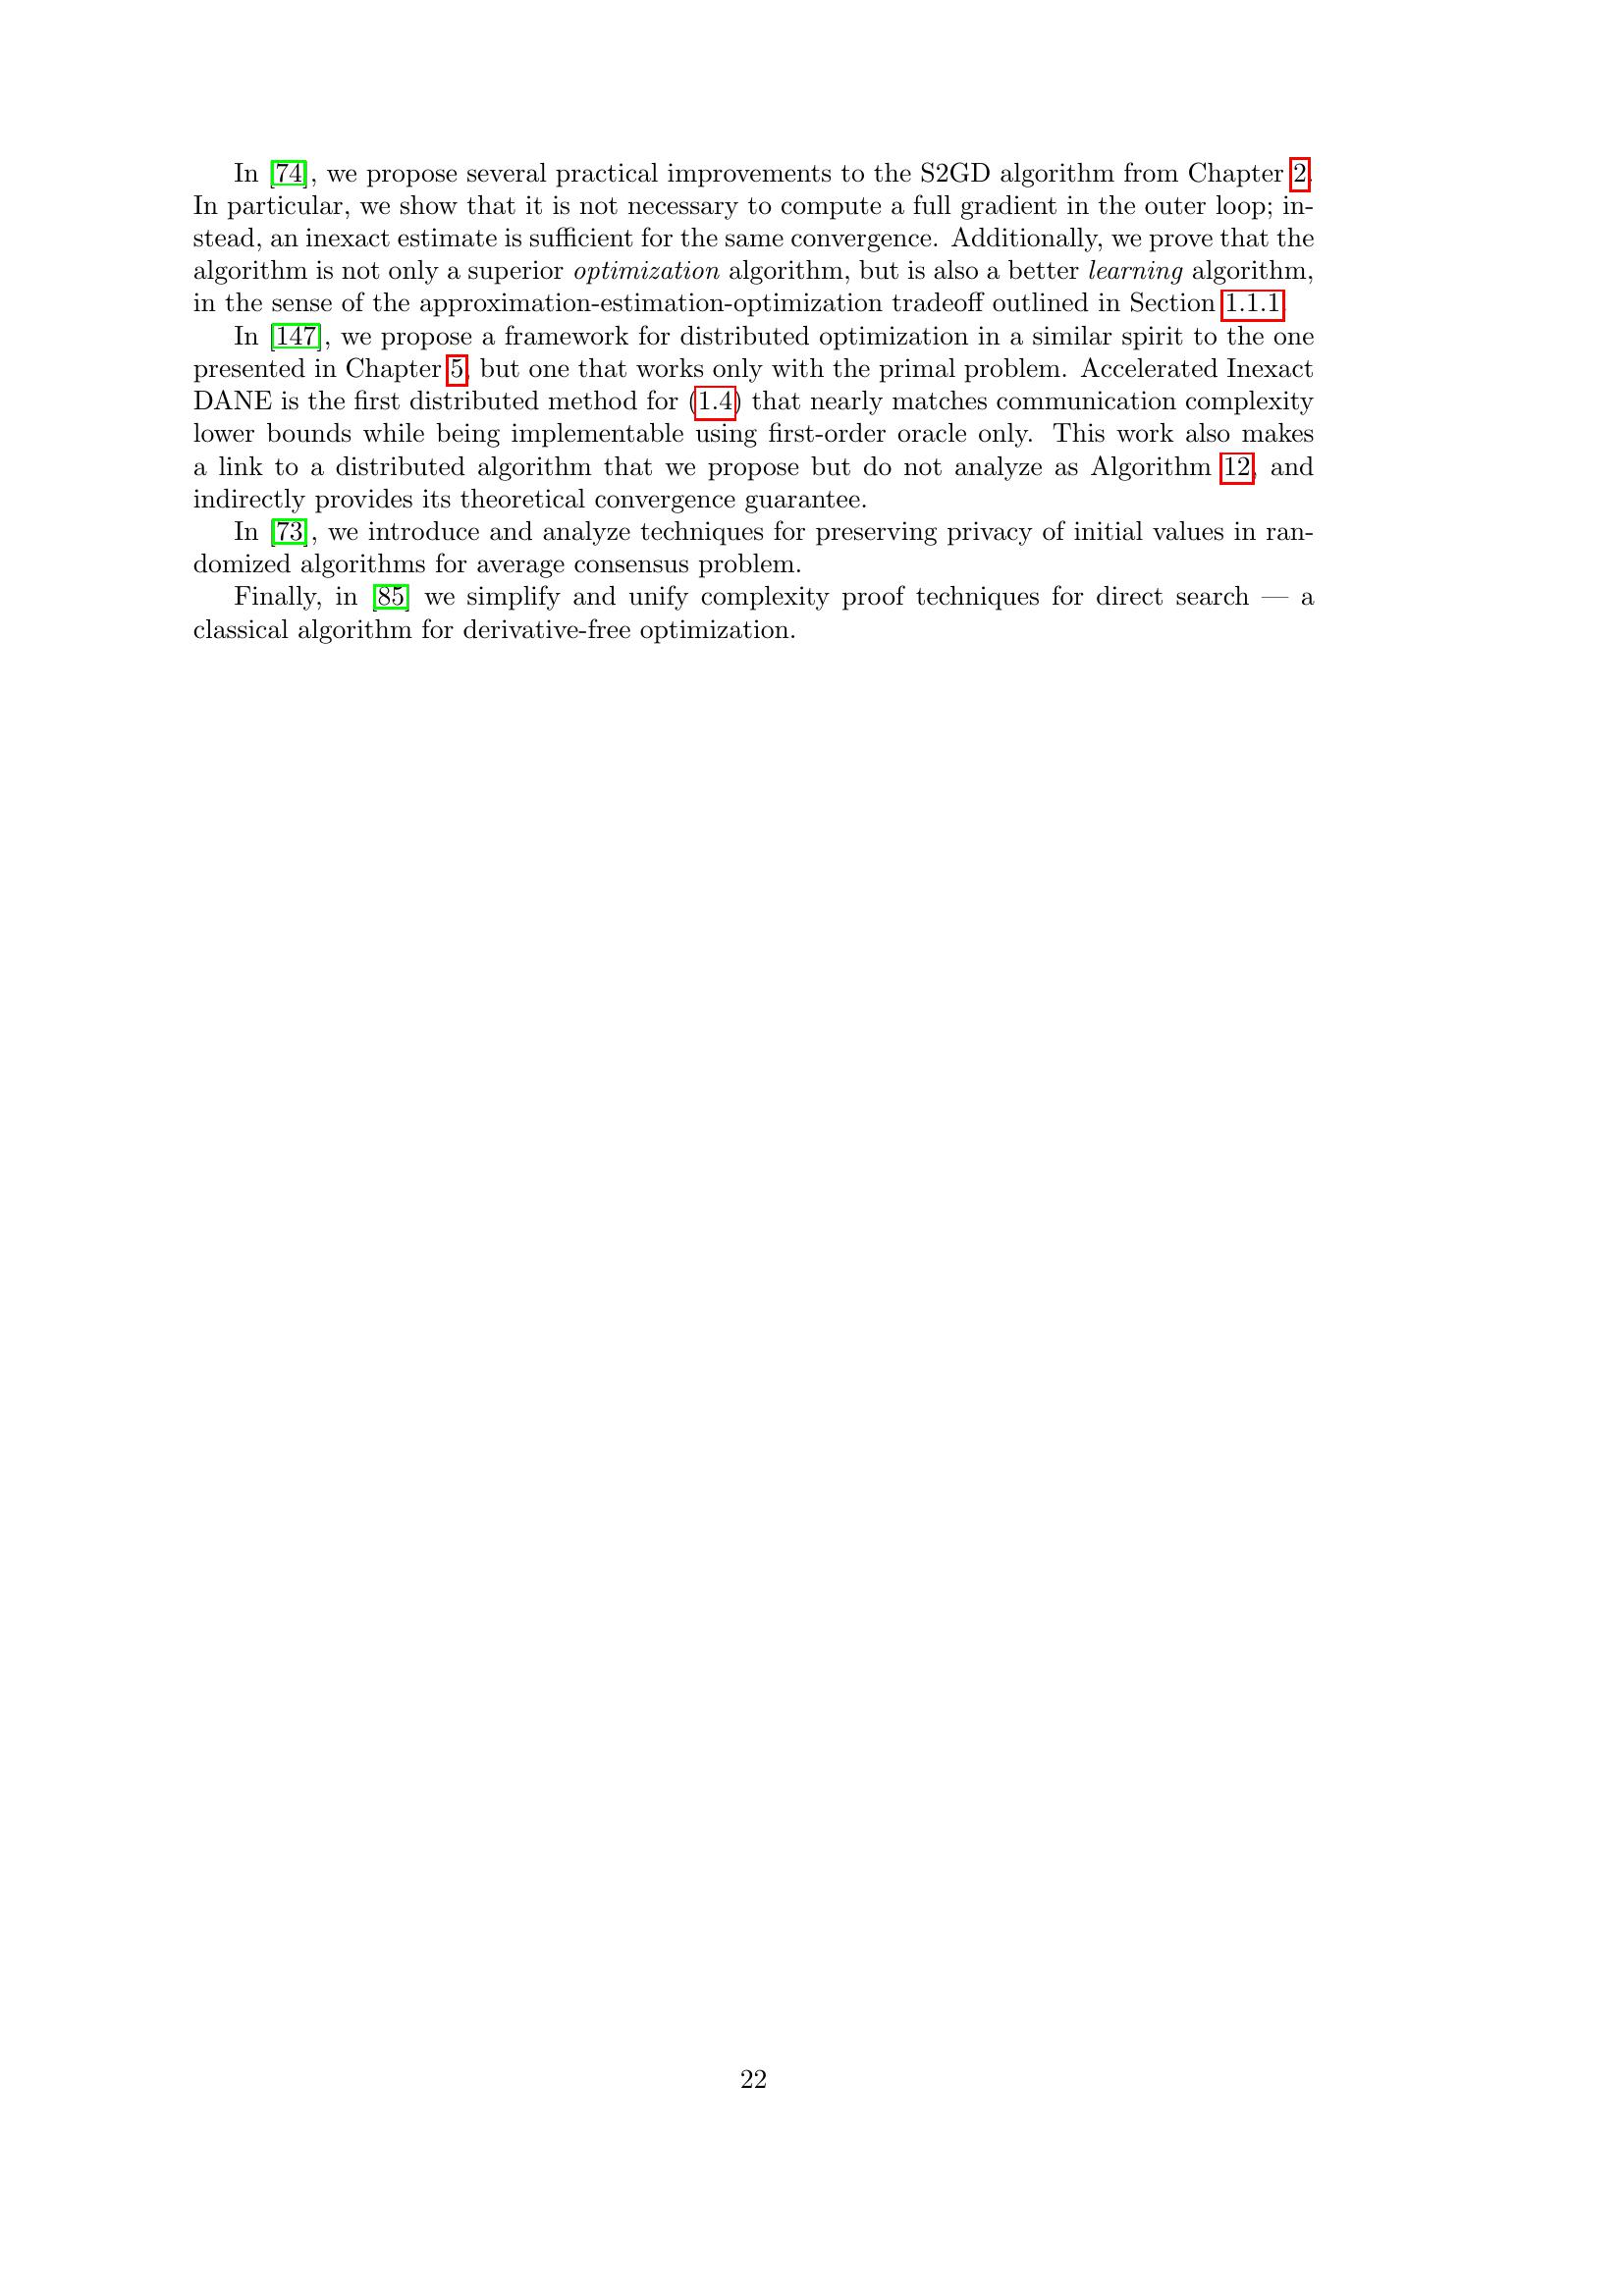 In [74], we propose several practical improvements to the S2GD algorithm from Chapter 2.
In particular, we show that it is not necessary to compute a full gradient in the outer loop; in-
stead, an inexact estimate is sufficient for the same convergence. Additionally, we prove that the
algorithm is not only a superior optimization algorithm, but is also a better learning algorithm,
in the sense of the approximation-estimation-optimization tradeoff outlined in Section 1.1.1.
In [147], we propose a framework for distributed optimization in a similar spirit to the one
presented in Chapter 5, but one that works only with the primal problem. Accelerated Inexact
DANE is the first distributed method for (1.4) that nearly matches communication complexity
lower bounds while being implementable using first-order oracle only. This work also makes
a link to a distributed algorithm that we propose but do not analyze as Algorithm 12, and
indirectly provides its theoretical convergence guarantee.
In [73], we introduce and analyze techniques for preserving privacy of initial values in ran-
domized algorithms for average consensus problem.
Finally, in [85] we simplify and unify complexity proof techniques for direct search — a
classical algorithm for derivative-free optimization.
22